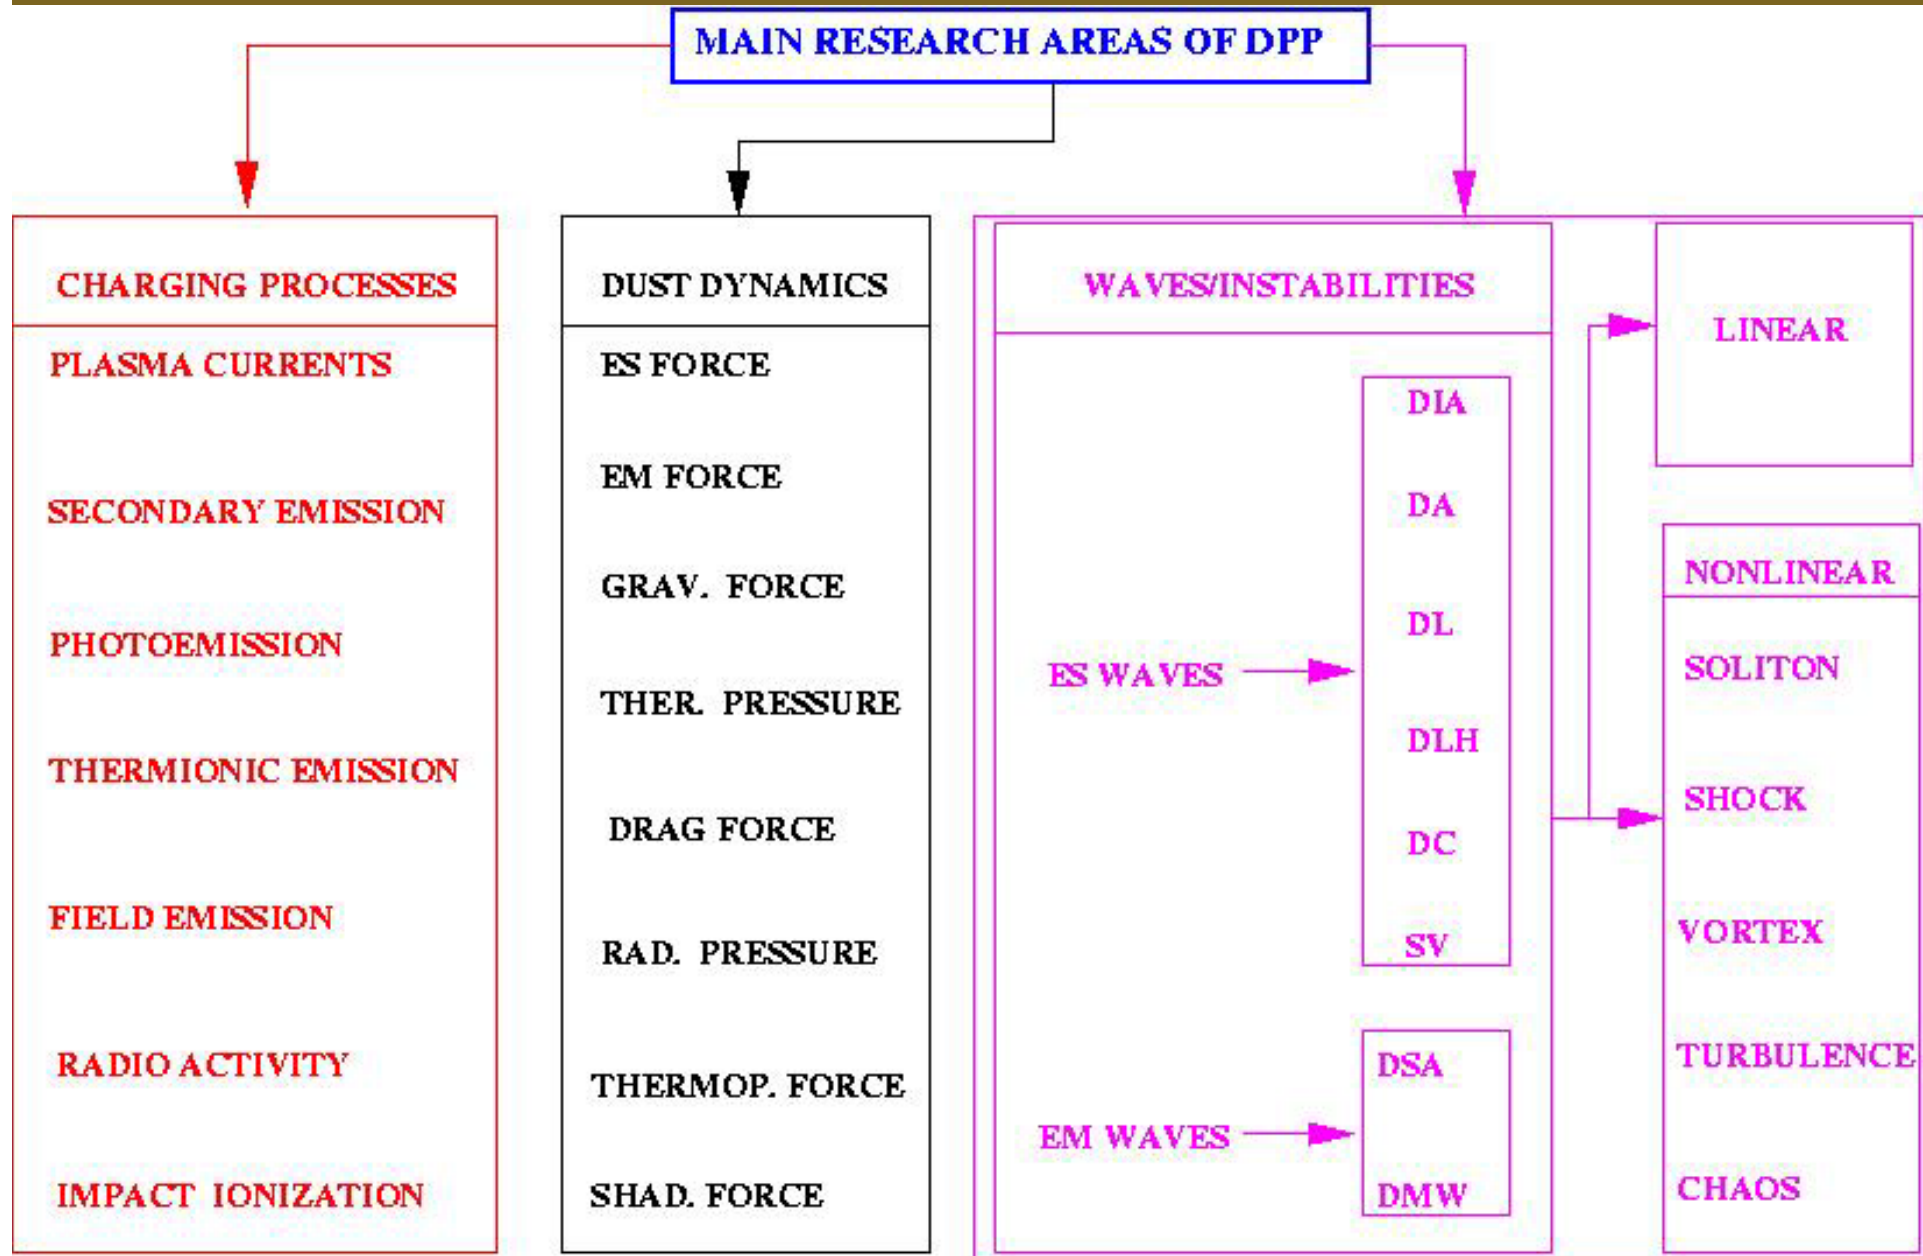 MAIN RESEARCH AREAS OF DPP
CHARGING PROCESSES
PLASMA CURRENTS
SECONDARY EMISSION
PHOTOEMISSION
THERMIONIC EMISSION
FIELD EMISSION
RADIO ACTIVITY
IMPACT IONIZATION
DUST DYNAMICS
ES FORCE
EM FORCE
GRAV. FORCE
THER. PRESSURE
DRAG FORCE
RAD. PRESSURE
THERMOP. FORCE
SHAD. FORCE
WAVES/INSTABILITIES
ES WAVES
DIA
DA
DL
DLH
DC
SV
EM WAVES
DSA
DMW
LINEAR
NONLINEAR
SOLITON
SHOCK
VORTEX
TURBULENCE
CHAOS